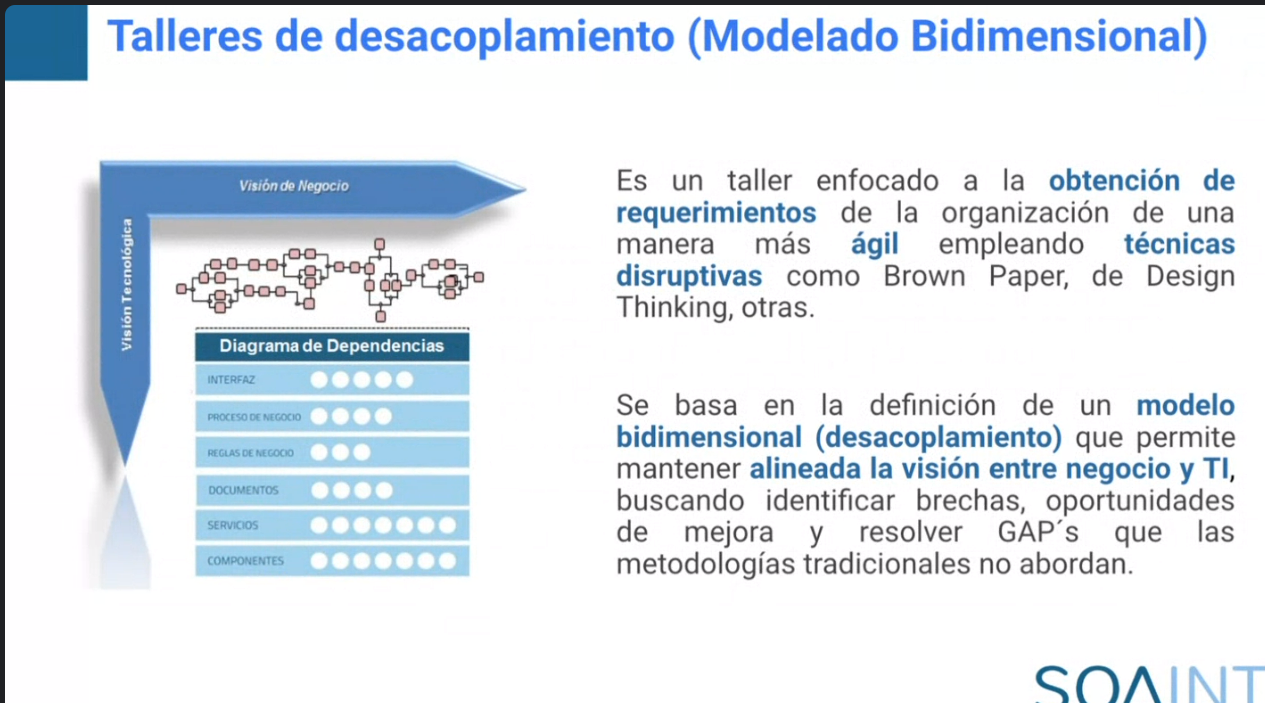 Talleres de desacoplamiento (Modelado Bidimensional)
Visión de Negocio
Visión Tecnológica
Diagrama de Dependencias
INTERFAZ
PROCESO DE NEGOCIO
REGLAS DE NEGOCIO
DOCUMENTOS
SERVICIOS
COMPONENTES
Es un taller enfocado a la obtención de
requerimientos de la organización de una
manera más ágil empleando técnicas
disruptivas como Brown Paper, de Design
Thinking, otras.
Se basa en la definición de un modelo
bidimensional (desacoplamiento) que permite
mantener alineada la visión entre negocio y TI,
buscando identificar brechas, oportunidades
de mejora y resolver GAP´s que las
metodologías tradicionales no abordan.
SOAINT